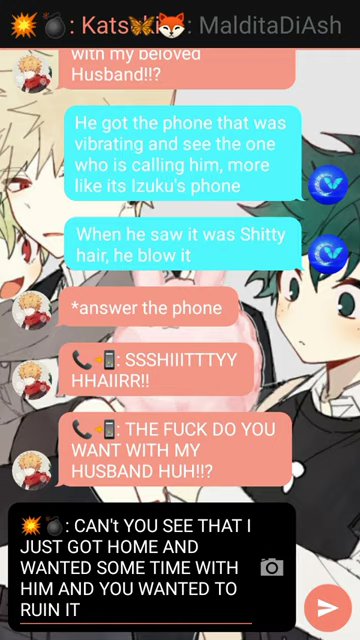 💥💣: Kats🦋i🦊: MalditaDiAsh
with my beloved
Husband!!?
He got the phone that was
vibrating and see the one
who is calling him, more
like its Izuku's phone
When he saw it was Shitty
hair, he blow it
*answer the phone
📞📲: SSSHIIITTTYY
HHAIIRR!!
📞📲: THE FUCK DO YOU
WANT WITH MY
HUSBAND HUH!!?
💥💣: CAN't YOU SEE THAT I
JUST GOT HOME AND
WANTED SOME TIME WITH
HIM AND YOU WANTED TO
RUIN IT